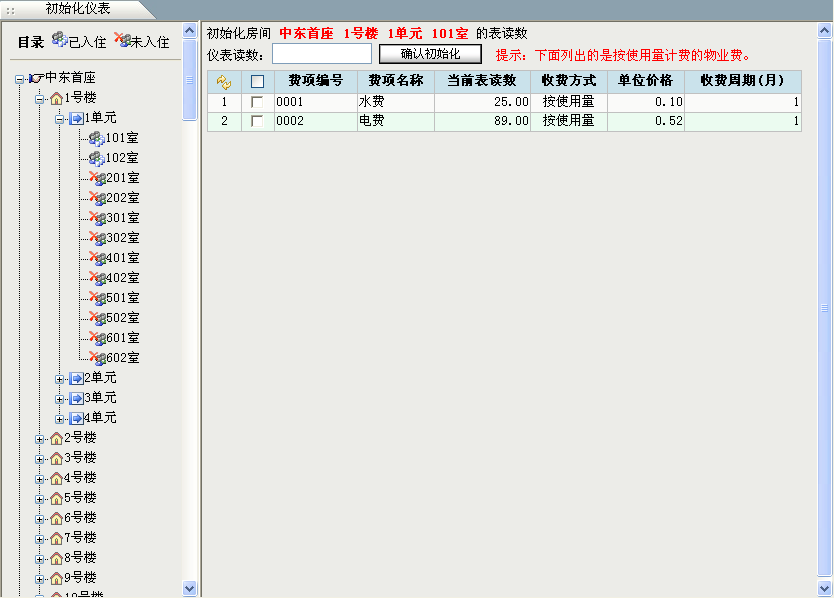 初始化仪表
目录 已入住 未入住
中东首座
1号楼
1单元
101室
102室
201室
202室
301室
302室
401室
402室
501室
502室
601室
602室
2单元
3单元
4单元
2号楼
3号楼
4号楼
5号楼
6号楼
7号楼
8号楼
9号楼
10号楼
初始化房间 中东首座 1号楼 1单元 101室 的表读数
仪表读数: 确认初始化 提示: 下面列出的是按使用量计费的物业费。
费项编号 费项名称 当前表读数 收费方式 单位价格 收费周期(月)
1 0001 水费 25.00 按使用量 0.10 1
2 0002 电费 89.00 按使用量 0.52 1